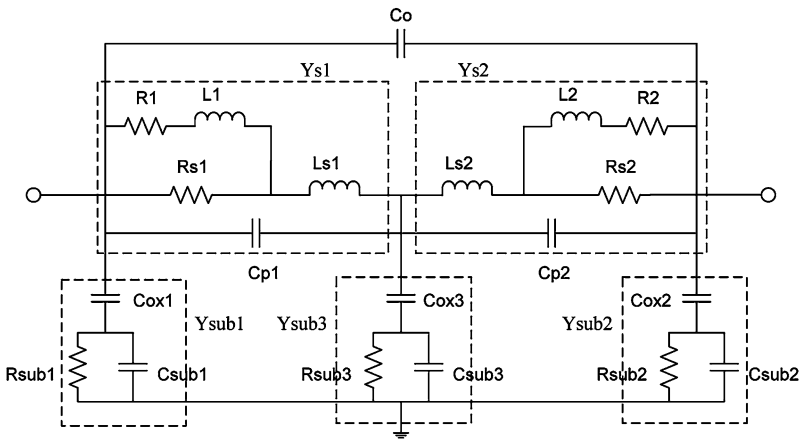 Co
Ys1 Ys2
R1 L1 L2 R2
Rs1 Ls1 Ls2 Rs2
Cp1 Cp2
Cox1 Cox3 Cox2
Ysub1 Ysub3 Ysub2
Rsub1 Csub1 Rsub3 Csub3 Rsub2 Csub2